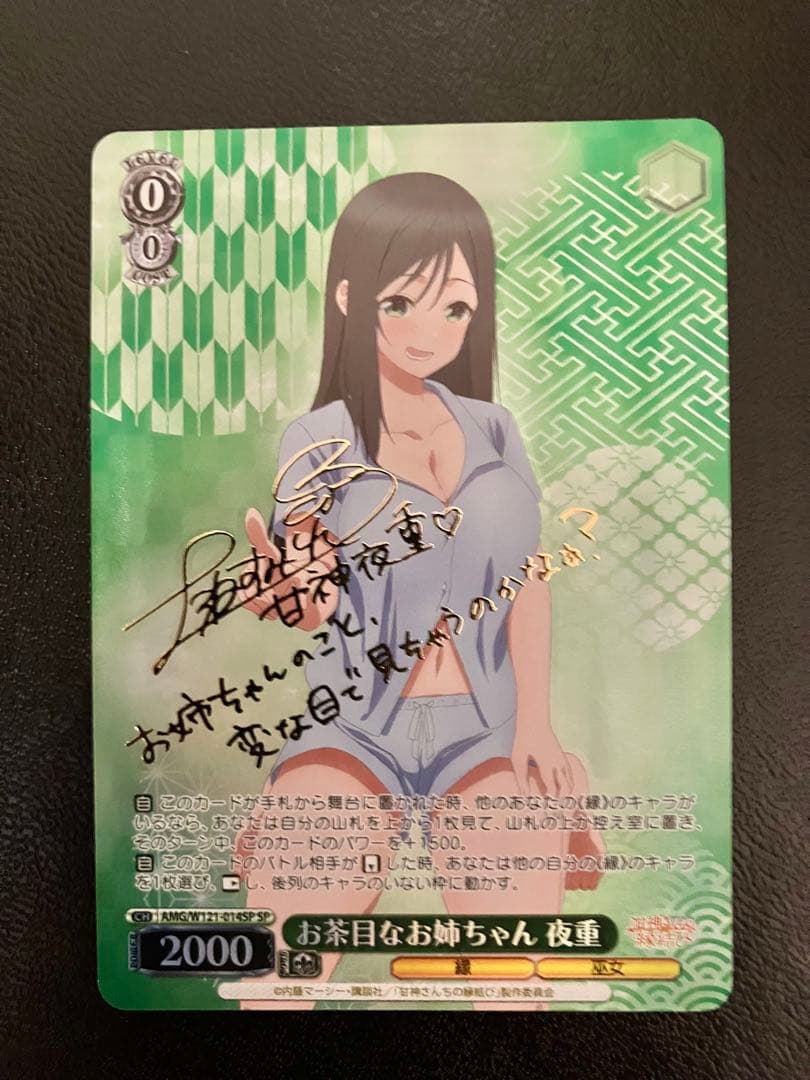 LEVEL
0
0
COST
甘神夜重♡
お姉ちゃんのこと、
変な目で見ちゃうのかなぁ?
自 このカードが手札から舞台に置かれた時、他のあなたの《縁》のキャラが
いるなら、あなたは自分の山札を上から1枚見て、山札の上か控え室に置き、
そのターン中、このカードのパワーを+1500。
自 このカードのバトル相手がした時、あなたは他の自分の《縁》のキャラ
を1枚選び、し、後列のキャラのいない枠に動かす。
CH AMG/W121-014SP SP
お茶目なお姉ちゃん 夜重
POWER
2000
縁
巫女
©内藤マーシー・講談社/「甘神さんちの縁結び」製作委員会